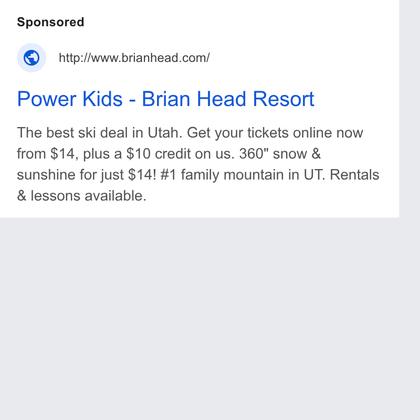 Sponsored
http://www.brianhead.com/
Power Kids - Brian Head Resort
The best ski deal in Utah. Get your tickets online now
from $14, plus a $10 credit on us. 360" snow &
sunshine for just $14! #1 family mountain in UT. Rentals
& lessons available.